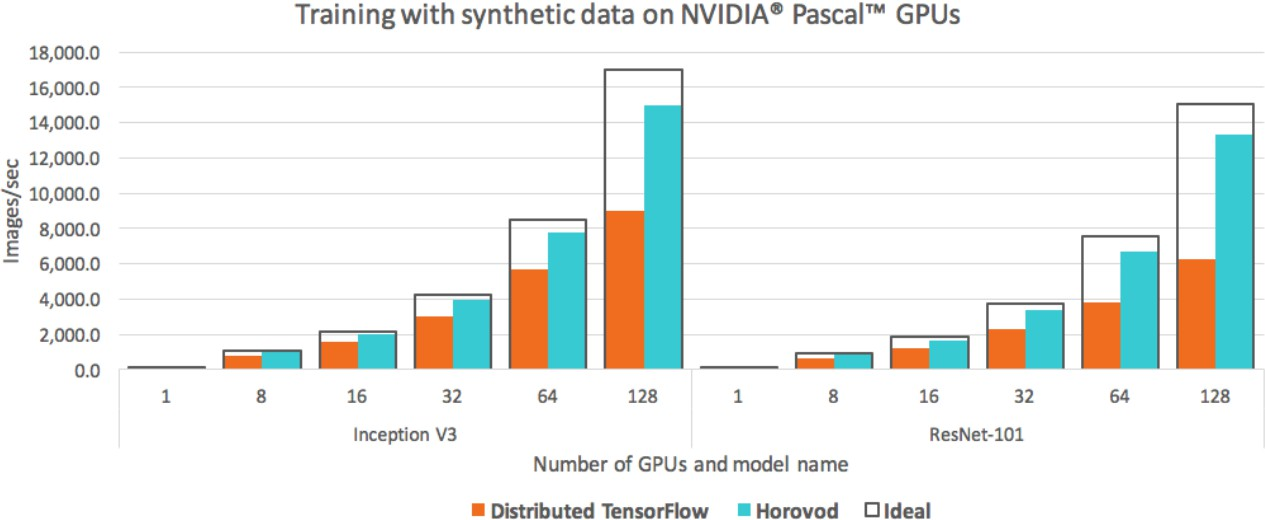 Training with synthetic data on NVIDIA® Pascal™ GPUs
Images/sec
18,000.0
16,000.0
14,000.0
12,000.0
10,000.0
8,000.0
6,000.0
4,000.0
2,000.0
0.0
1 8 16 32 64 128 1 8 16 32 64 128
Inception V3 ResNet-101
Number of GPUs and model name
Distributed TensorFlow Horovod Ideal